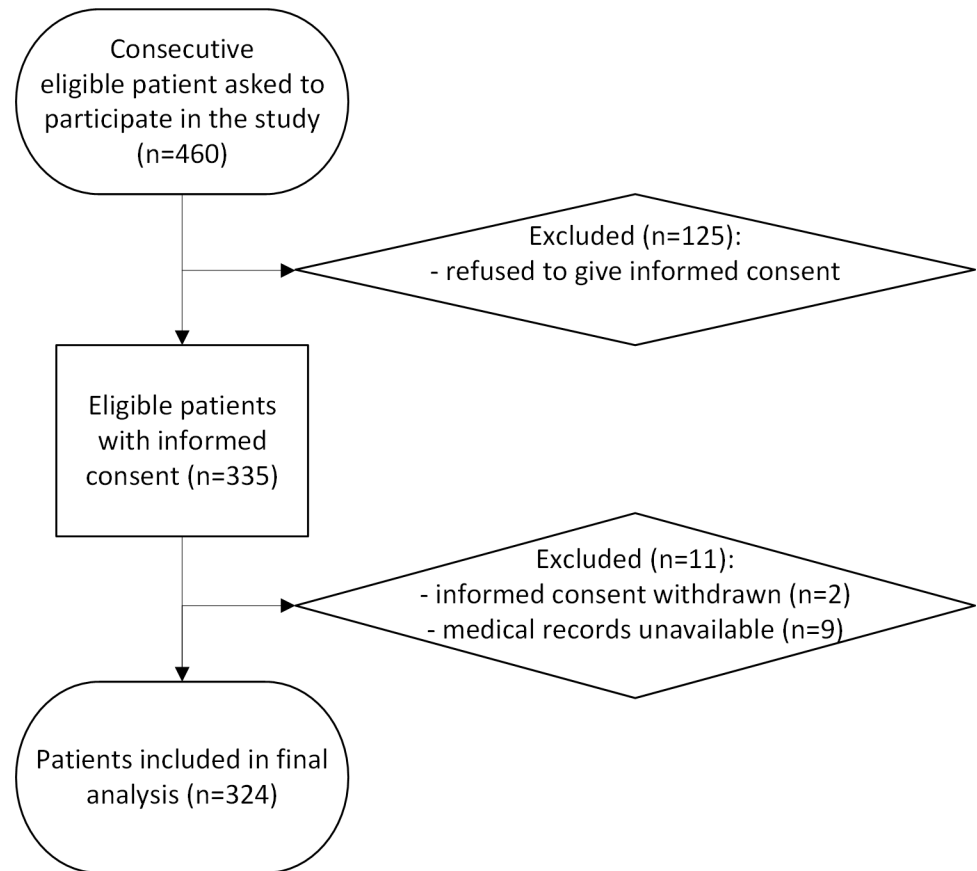 Consecutive
eligible patient asked to
participate in the study
(n=460)
Excluded (n=125):
- refused to give informed consent
Eligible patients
with informed
consent (n=335)
Excluded (n=11):
- informed consent withdrawn (n=2)
- medical records unavailable (n=9)
Patients included in final
analysis (n=324)